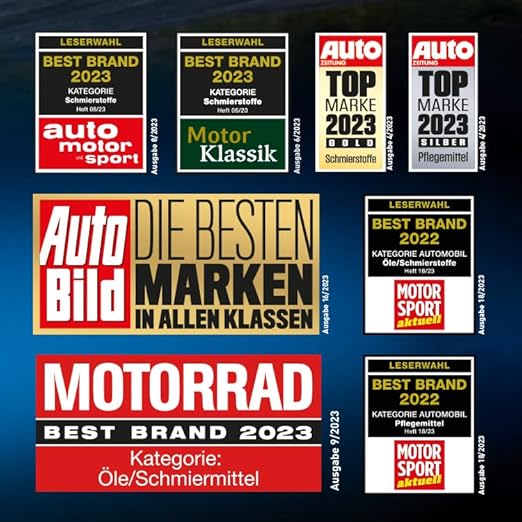 LESERWAHL
BEST BRAND
2023
KATEGORIE
Schmierstoffe
Heft 08/23
auto
motor
und sport
Ausgabe 8/2023
LESERWAHL
BEST BRAND
2023
KATEGORIE
Schmierstoffe
Heft 06/23
Motor
Klassik
Ausgabe 6/2023
Auto
ZEITUNG
TOP
MARKE
2023
GOLD
Schmierstoffe
Ausgabe 4/2023
Auto
ZEITUNG
TOP
MARKE
2023
SILBER
Pflegemittel
Ausgabe 4/2023
Auto
Bild
DIE BESTEN
MARKEN
IN ALLEN KLASSEN
Ausgabe 16/2023
LESERWAHL
BEST BRAND
2022
KATEGORIE AUTOMOBIL
Öle/Schmierstoffe
Heft 18/23
MOTOR
SPORT
aktuell
Ausgabe 18/2023
MOTORRAD
BEST BRAND 2023
Kategorie:
Öle/Schmiermittel
Ausgabe 9/2023
LESERWAHL
BEST BRAND
2022
KATEGORIE AUTOMOBIL
Pflegemittel
Heft 18/23
MOTOR
SPORT
aktuell
Ausgabe 18/2023